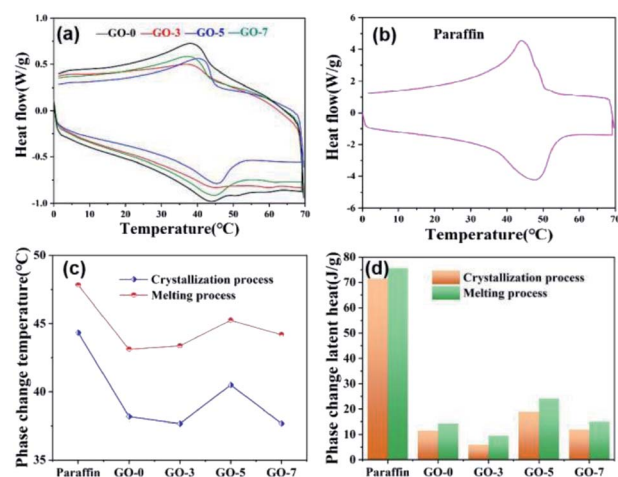 (a) GO-0 GO-3 GO-5 GO-7
1.0
0.5
0.0
-0.5
-1.0
Heat flow(W/g)
0 10 20 30 40 50 60 70
Temperature(℃)
(b) Paraffin
6
4
2
0
-2
-4
-6
Heat flow(W/g)
0 10 20 30 40 50 60 70
Temperature(℃)
(c)
Crystallization process
Melting process
50
45
40
35
Phase change temperature(℃)
Paraffin GO-0 GO-3 GO-5 GO-7
(d)
Crystallization process
Melting process
80
70
60
50
40
30
20
10
0
Phase change latent heat(J/g)
Paraffin GO-0 GO-3 GO-5 GO-7